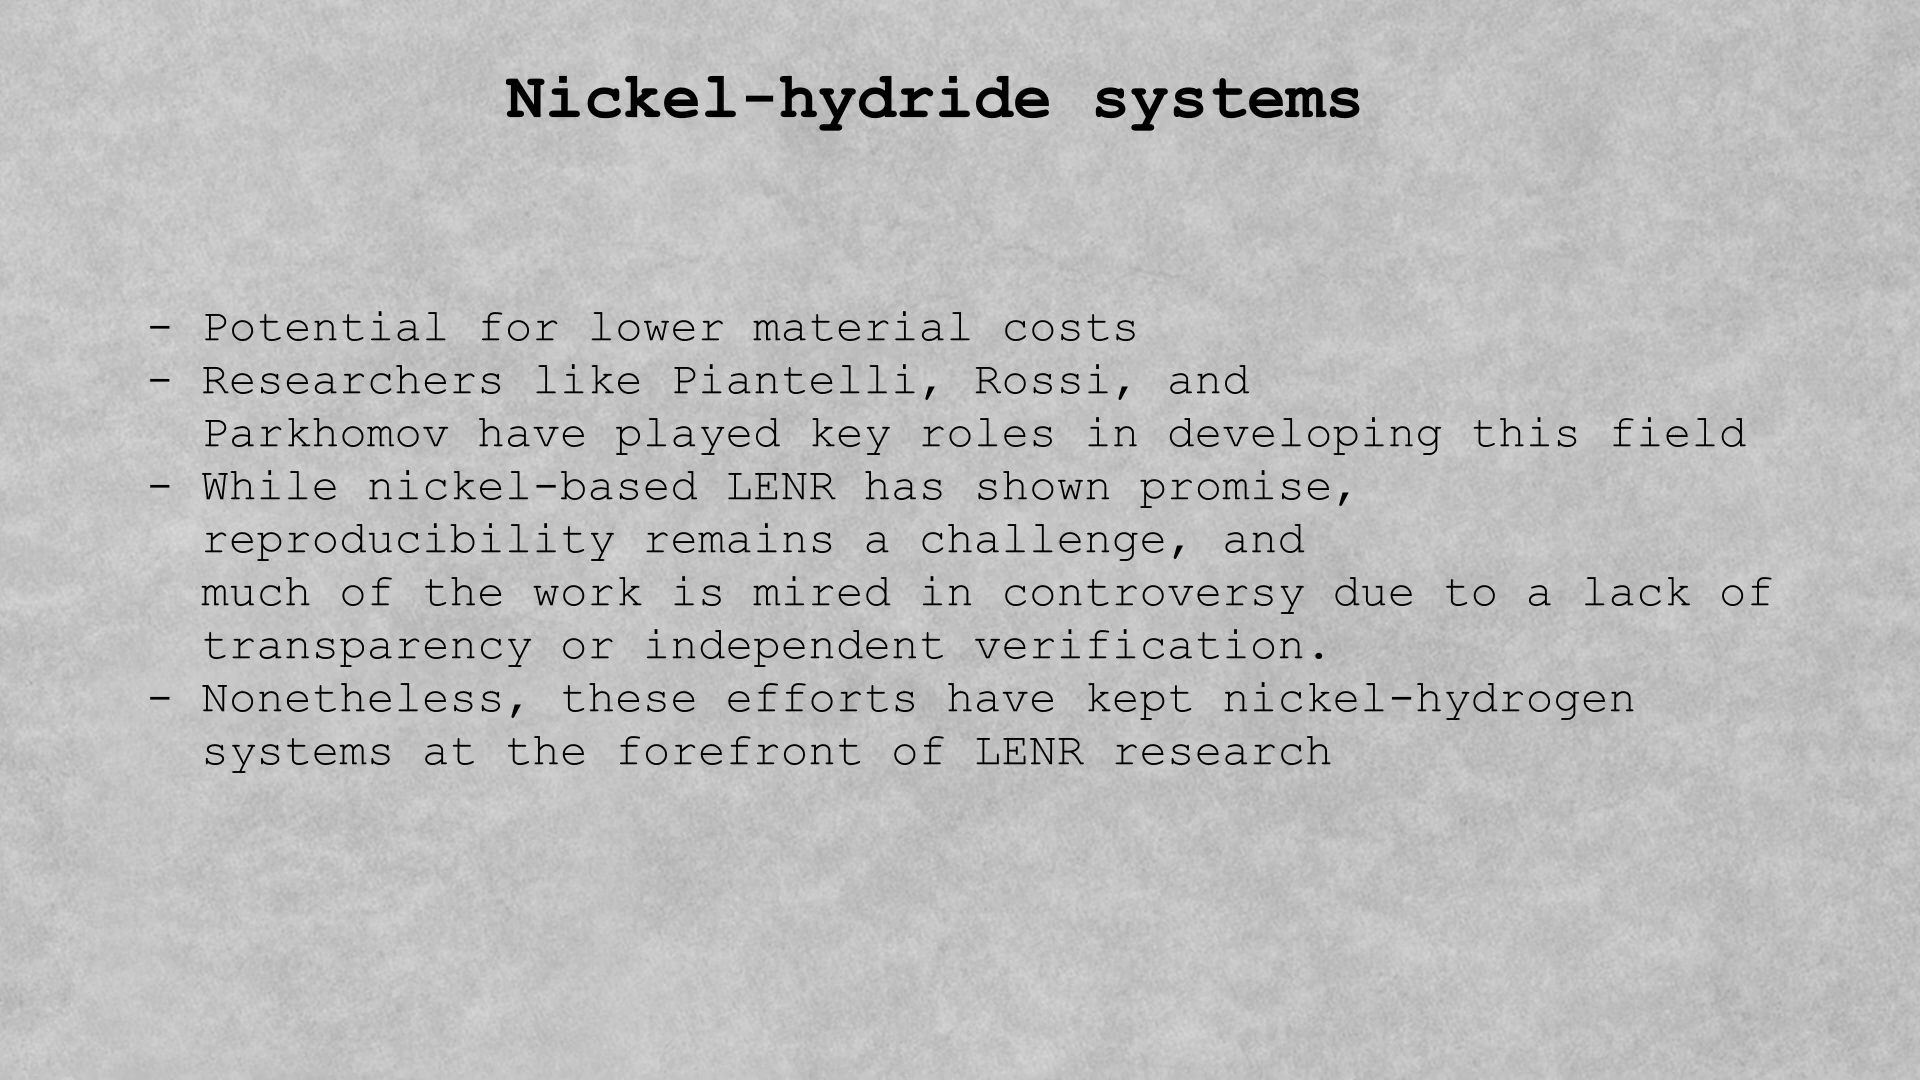 Nickel-hydride systems
- Potential for lower material costs
- Researchers like Piantelli, Rossi, and
Parkhomov have played key roles in developing this field
- While nickel-based LENR has shown promise,
reproducibility remains a challenge, and
much of the work is mired in controversy due to a lack of
transparency or independent verification.
- Nonetheless, these efforts have kept nickel-hydrogen
systems at the forefront of LENR research